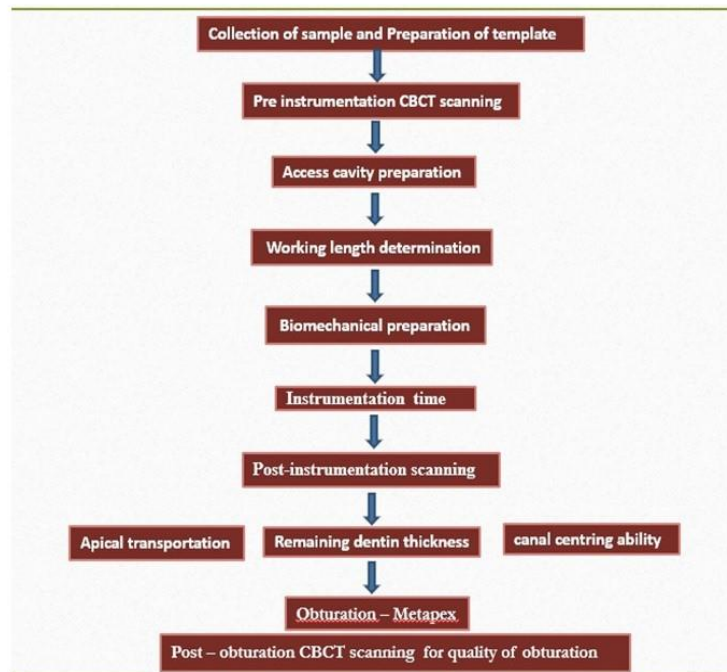 Collection of sample and Preparation of template
Pre instrumentation CBCT scanning
Access cavity preparation
Working length determination
Biomechanical preparation
Instrumentation time
Post-instrumentation scanning
Apical transportation
Remaining dentin thickness
canal centring ability
Obturation – Metapex
Post – obturation CBCT scanning for quality of obturation